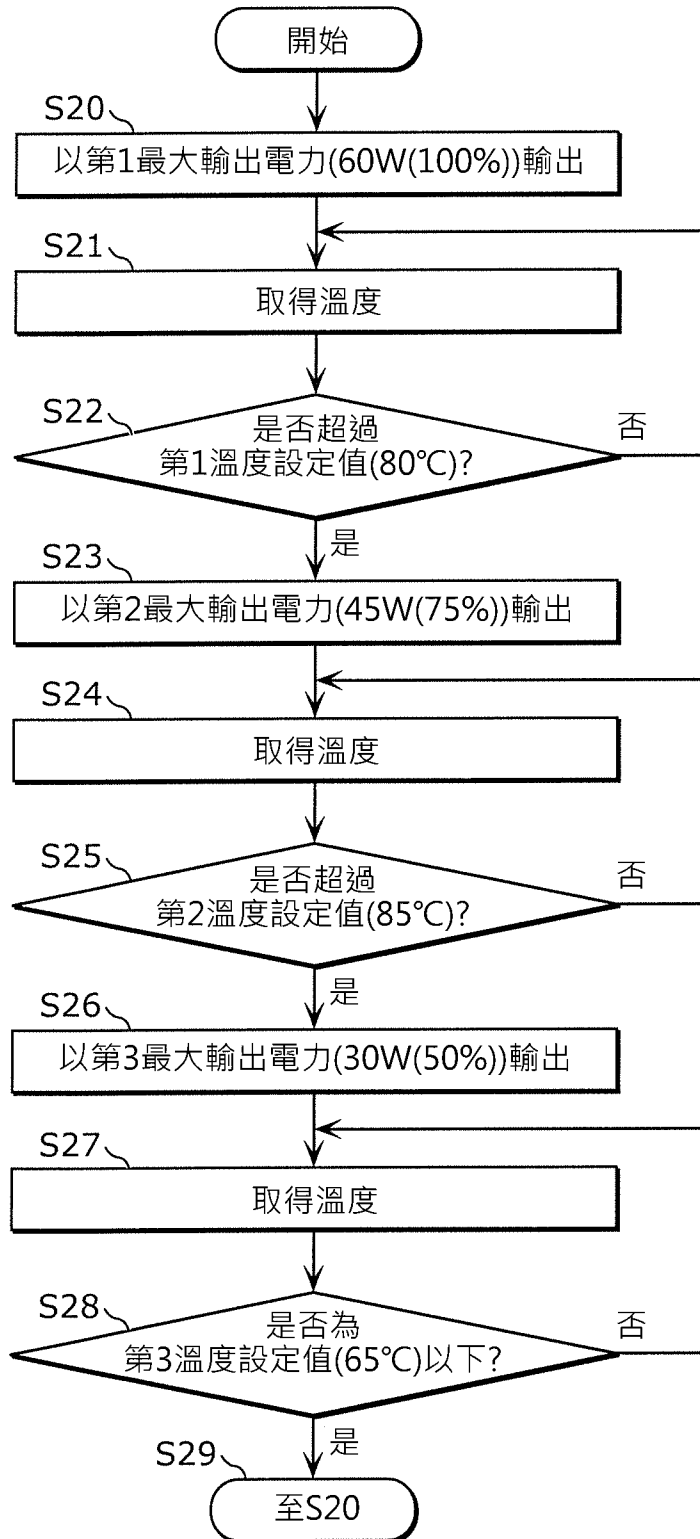 開始
S20
以第1最大輸出電力(60W(100%))輸出
S21
取得溫度
S22
是否超過
第1溫度設定值(80℃)?
否
是
S23
以第2最大輸出電力(45W(75%))輸出
S24
取得溫度
S25
是否超過
第2溫度設定值(85℃)?
否
是
S26
以第3最大輸出電力(30W(50%))輸出
S27
取得溫度
S28
是否為
第3溫度設定值(65℃)以下?
否
是
S29
至S20